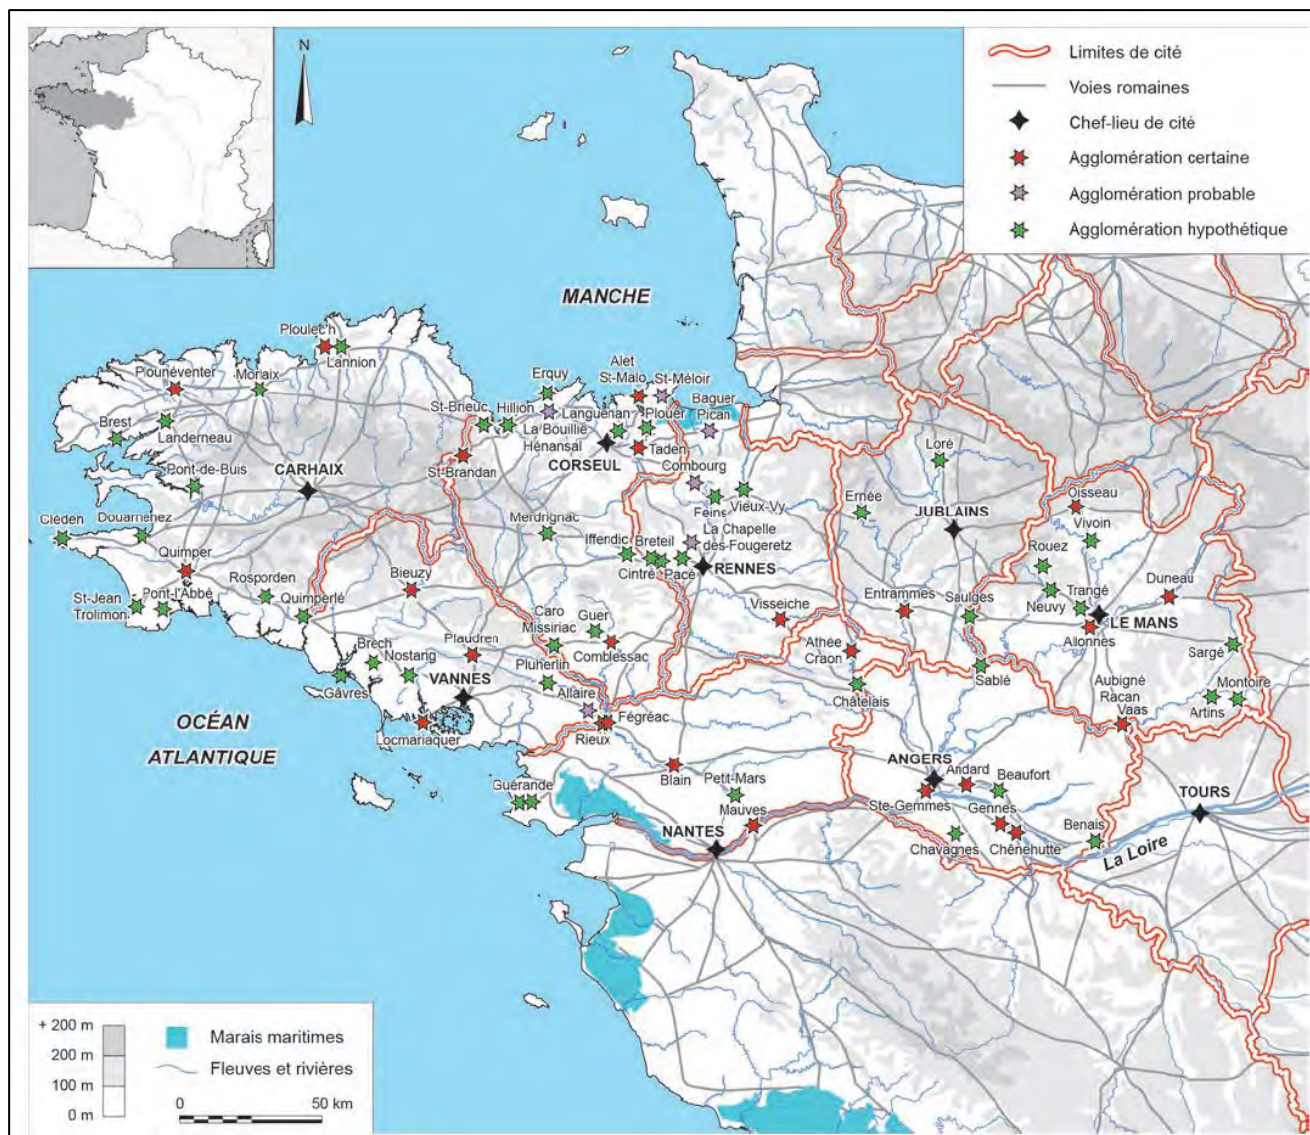 N
Limites de cité
Voies romaines
Chef-lieu de cité
Agglomération certaine
Agglomération probable
Agglomération hypothétique
MANCHE
Ploulec'h
Lannion
Plounéventer
Morlaix
Brest
Landerneau
Pont-de-Buis
CARHAIX
Cléden
Douarnenez
Quimper
St-Jean
Trolimon
Pont-l'Abbé
Rosporden
Quimperlé
St-Brieuc
Hillion
Erquy
La Bouillie
Hénansal
St-Brandan
Languénan
Alet
St-Malo
St-Méloir
Plouër
Baguer
Pican
CORSEUL
Taden
Combourg
Feins
Vieux-Vy
Merdrignac
Iffendic
Breteil
Cintré
Pacé
La Chapelle
des-Fougeretz
RENNES
Ernée
Loré
JUBLAINS
Oisseau
Vivoin
Rouez
Neuvy
Trangé
Duneau
LE MANS
Allonnes
Sargé
Bieuzy
Plaudren
Caro
Missiriac
Guer
Comblessac
Visseiche
Entrammes
Saulges
Athée
Craon
Sablé
Châtelais
Aubigné
Racan
Vaas
Montoire
Artins
Brech
Nostang
VANNES
Pluherlin
Allaire
Gâvres
Locmariaquer
Rieux
Fégréac
OCÉAN
ATLANTIQUE
Guérande
Blain
Petit-Mars
Mauves
NANTES
ANGERS
Andard
Beaufort
Ste-Gemmes
Gennes
Chavagnes
Chênehutte
Benais
TOURS
La Loire
+ 200 m
200 m
100 m
0 m
Marais maritimes
Fleuves et rivières
0
50 km